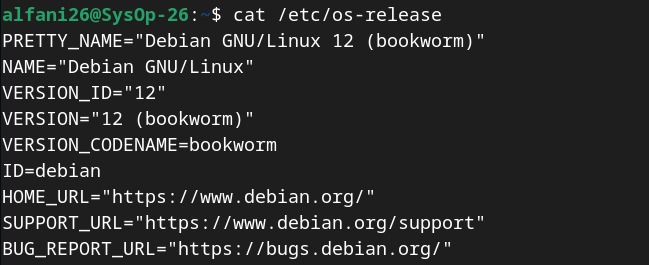 alfani26@SysOp-26:~$ cat /etc/os-release
PRETTY_NAME="Debian GNU/Linux 12 (bookworm)"
NAME="Debian GNU/Linux"
VERSION_ID="12"
VERSION="12 (bookworm)"
VERSION_CODENAME=bookworm
ID=debian
HOME_URL="https://www.debian.org/"
SUPPORT_URL="https://www.debian.org/support"
BUG_REPORT_URL="https://bugs.debian.org/"